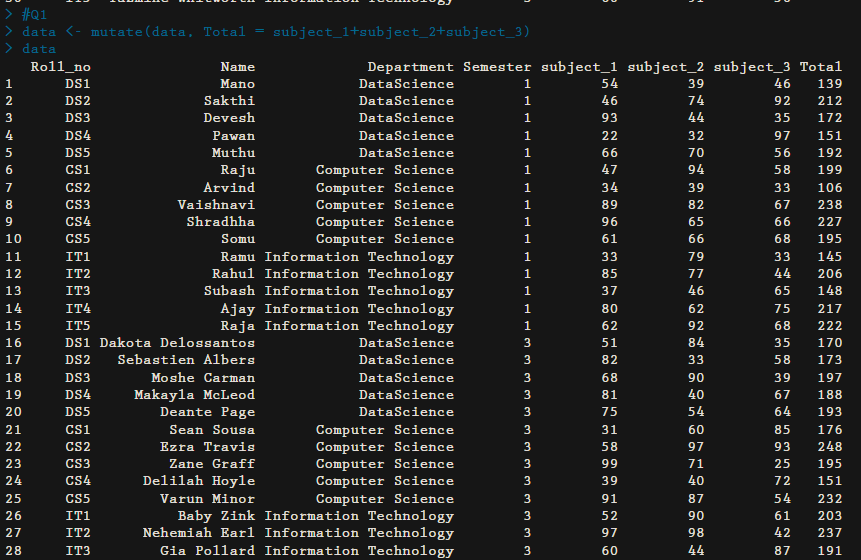 > #Q1
> data <- mutate(data, Total = subject_1+subject_2+subject_3)
> data
Roll_no Name Department Semester subject_1 subject_2 subject_3 Total
1 DS1 Mano DataScience 1 54 39 46 139
2 DS2 Sakthi DataScience 1 46 74 92 212
3 DS3 Devesh DataScience 1 93 44 35 172
4 DS4 Pawan DataScience 1 22 32 97 151
5 DS5 Muthu DataScience 1 66 70 56 192
6 CS1 Raju Computer Science 1 47 94 58 199
7 CS2 Arvind Computer Science 1 34 39 33 106
8 CS3 Vaishnavi Computer Science 1 89 82 67 238
9 CS4 Shradhha Computer Science 1 96 65 66 227
10 CS5 Somu Computer Science 1 61 66 68 195
11 IT1 Ramu Information Technology 1 33 79 33 145
12 IT2 Rahul Information Technology 1 85 77 44 206
13 IT3 Subash Information Technology 1 37 46 65 148
14 IT4 Ajay Information Technology 1 80 62 75 217
15 IT5 Raja Information Technology 1 62 92 68 222
16 DS1 Dakota Delossantos DataScience 3 51 84 35 170
17 DS2 Sebastien Albers DataScience 3 82 33 58 173
18 DS3 Moshe Carman DataScience 3 68 90 39 197
19 DS4 Makayla McLeod DataScience 3 81 40 67 188
20 DS5 Deante Page DataScience 3 75 54 64 193
21 CS1 Sean Sousa Computer Science 3 31 60 85 176
22 CS2 Ezra Travis Computer Science 3 58 97 93 248
23 CS3 Zane Graff Computer Science 3 99 71 25 195
24 CS4 Delilah Hoyle Computer Science 3 39 40 72 151
25 CS5 Varun Minor Computer Science 3 91 87 54 232
26 IT1 Baby Zink Information Technology 3 52 90 61 203
27 IT2 Nehemiah Earl Information Technology 3 97 98 42 237
28 IT3 Gia Pollard Information Technology 3 60 44 87 191